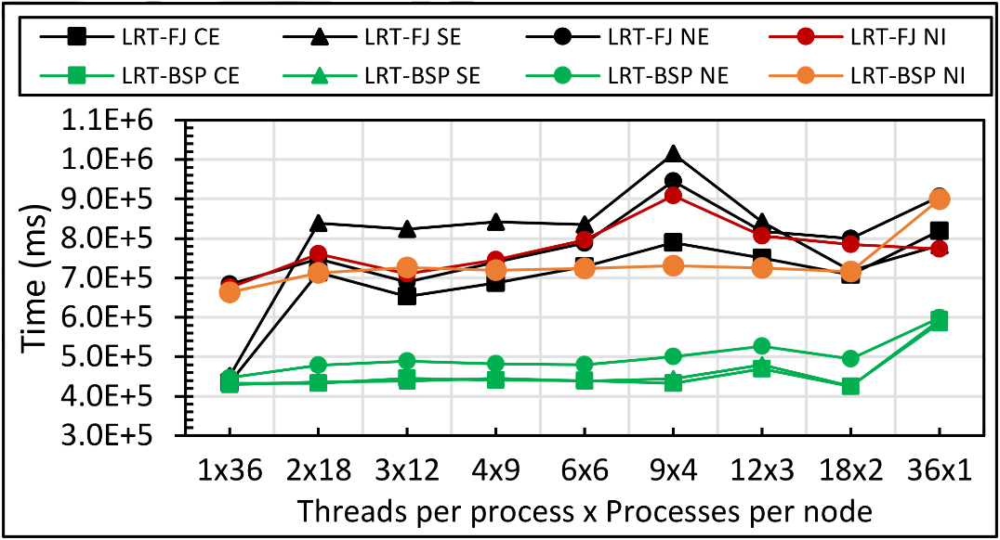 LRT-FJ CE LRT-FJ SE LRT-FJ NE LRT-FJ NI
LRT-BSP CE LRT-BSP SE LRT-BSP NE LRT-BSP NI
1.1E+6
1.0E+6
9.0E+5
8.0E+5
7.0E+5
6.0E+5
5.0E+5
4.0E+5
3.0E+5
Time (ms)
1x36 2x18 3x12 4x9 6x6 9x4 12x3 18x2 36x1
Threads per process x Processes per node